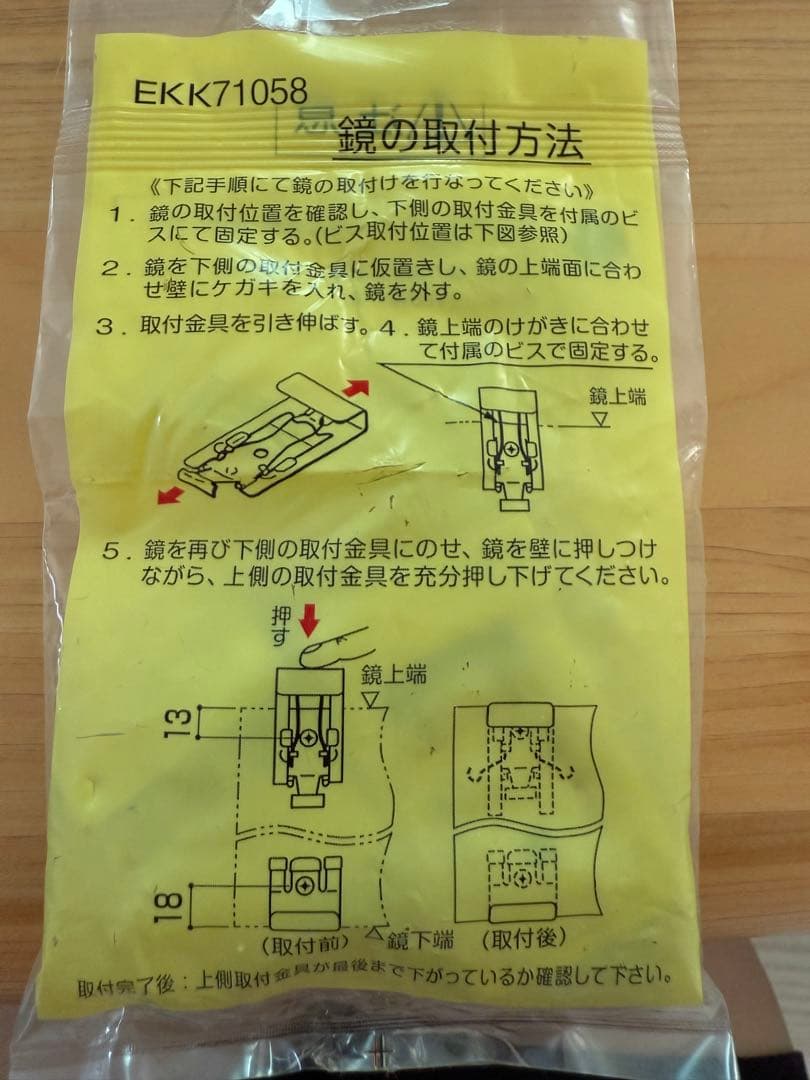 EKK71058
鏡の取付方法
《下記手順にて鏡の取付けを行なってください》
1．鏡の取付位置を確認し、下側の取付金具を付属のビ
スにて固定する。(ビス取付位置は下図参照)
2．鏡を下側の取付金具に仮置きし、鏡の上端面に合わ
せ壁にケガキを入れ、鏡を外す。
3．取付金具を引き伸ばす。
4．鏡上端のけがきに合わせ
て付属のビスで固定する。
鏡上端
5．鏡を再び下側の取付金具にのせ、鏡を壁に押しつけ
ながら、上側の取付金具を充分押し下げてください。
押す
鏡上端
13
18
(取付前)
鏡下端
(取付後)
取付完了後：上側取付金具が最後まで下がっているか確認して下さい。